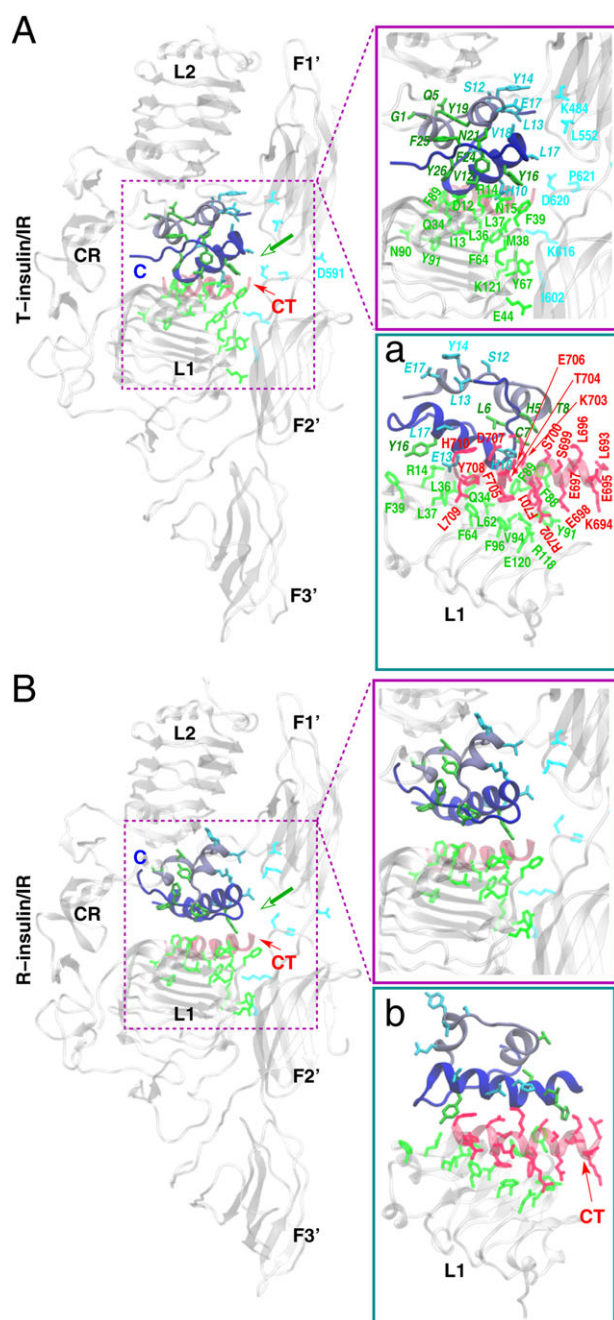 A
L2
F1'
T-insulin/IR
CR
C
D591
CT
L1
F2'
F3'
S12 Y14
Q5
Y19
E17
K484
G1
N21
V18
L13
L552
F25
F24
L17
Y26
V12
Y16
P621
R14
H10
F89
D12
N15
D620
F39
Q34
L36
L37
I13
M38
K616
N90
Y91
F64
Y67
K121
I602
E44
a
Y14
S12
E706
E17
T704
L13
K703
L6
H5
T8
L17
H710
D707
C7
S700
L696
Y16
E13
S699
L693
R14
Y708
F89
E697
L36
F705
F88
E695
F39
Q34
F701
L37
L709
L62
E698
K694
F64
V94
R702
Y91
F96
R118
E120
L1
B
L2
F1'
R-insulin/IR
C
CR
CT
L1
F2'
F3'
b
CT
L1